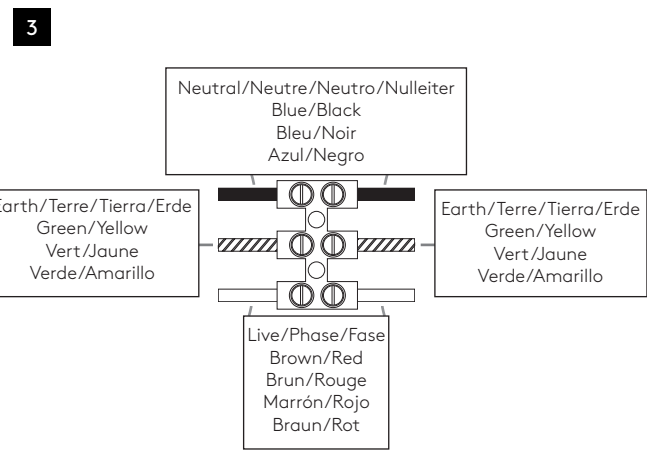 3
Neutral/Neutre/Neutro/Nulleiter
Blue/Black
Bleu/Noir
Azul/Negro
Earth/Terre/Tierra/Erde
Green/Yellow
Vert/Jaune
Verde/Amarillo
Earth/Terre/Tierra/Erde
Green/Yellow
Vert/Jaune
Verde/Amarillo
Live/Phase/Fase
Brown/Red
Brun/Rouge
Marrón/Rojo
Braun/Rot